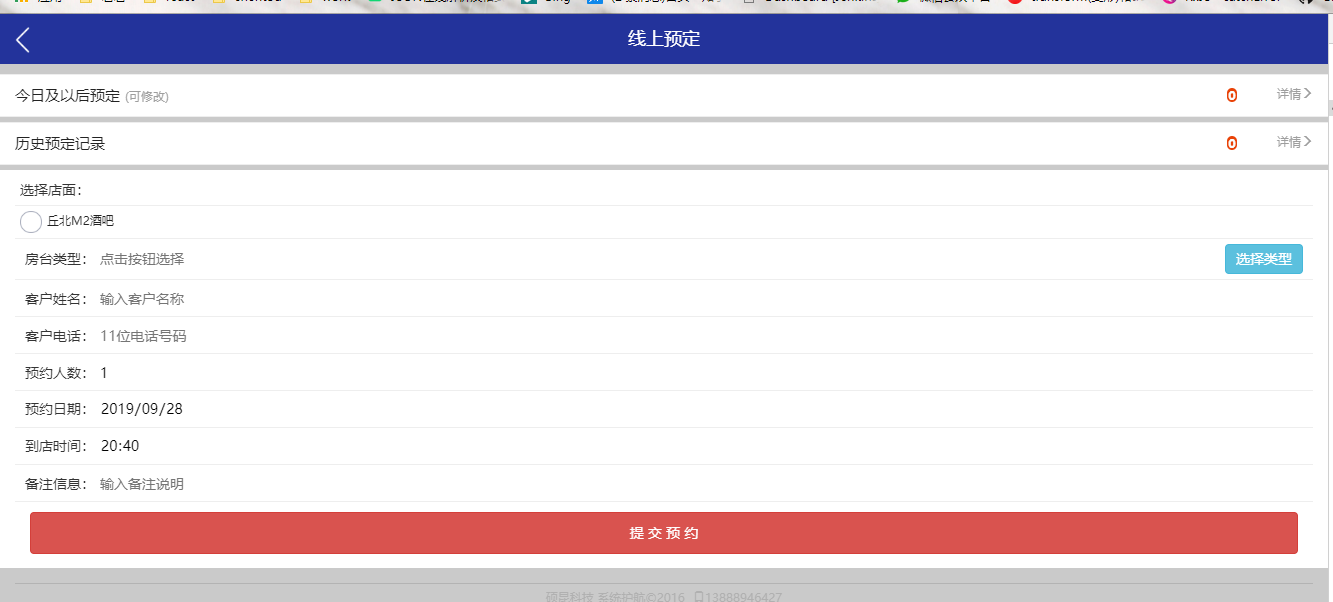 线上预定
今日及以后预定 (可修改) 0 详情
历史预定记录 0 详情
选择店面：
丘北M2酒吧
房台类型： 点击按钮选择 选择类型
客户姓名： 输入客户名称
客户电话： 11位电话号码
预约人数： 1
预约日期： 2019/09/28
到店时间： 20:40
备注信息： 输入备注说明
提 交 预 约
硕是科技 系统护航©2016 13888946427